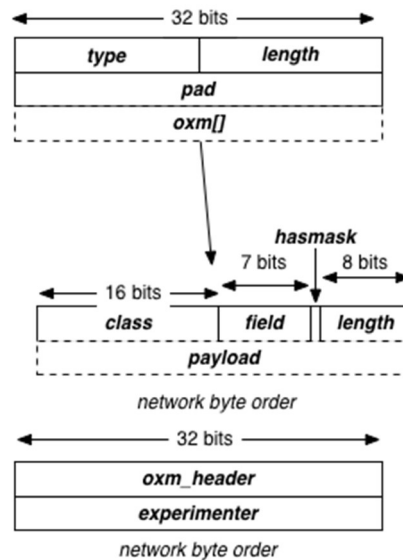 32 bits
type length
pad
oxm[]
hasmask
7 bits 8 bits
16 bits
class field length
payload
network byte order
32 bits
oxm_header
experimenter
network byte order